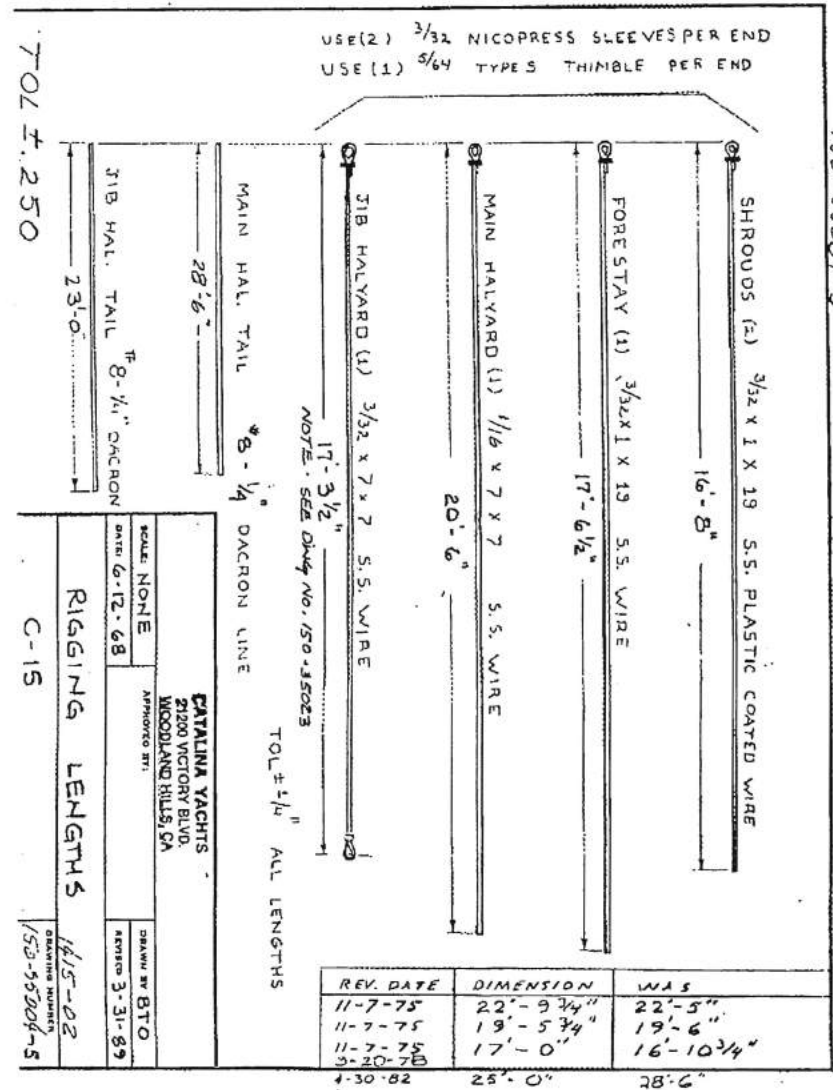 USE(2) 3/32 NICOPRESS SLEEVES PER END
USE (1) 5/64 TYPE S THIMBLE PER END
TOL ±.250
23'-0"
JIB HAL. TAIL #8-1/4" DACRON
28'-6"
MAIN HAL. TAIL #8 - 1/4" DACRON LINE
17'-3 1/2"
JIB HALYARD (1) 3/32 x 7 x 7 S.S. WIRE
NOTE. SEE DWG No. 150-35023
20'-6"
MAIN HALYARD (1) 1/16 x 7 x 7 S.S. WIRE
17'-6 1/2"
FORESTAY (1) 3/32 X 1 X 19 S.S. WIRE
16'-8"
SHROUDS (2) 3/32 X 1 X 19 S.S. PLASTIC COATED WIRE
TOL ± 1/4" ALL LENGTHS
CATALINA YACHTS
21200 VICTORY BLVD.
WOODLAND HILLS, CA
SCALE: NONE
APPROVED BY:
DRAWN BY BTO
DATE: 6-12-68
REVISED 3-31-89
RIGGING LENGTHS
C-15
DRAWING NUMBER
REV. DATE DIMENSION WAS
11-7-75 22'-9 3/4" 22'-5"
11-7-75 19'-5 3/4" 19'-6"
11-7-75 17'-0" 16'-10 3/4"
3-20-78
4-30-82 25'-0" 28'-6"